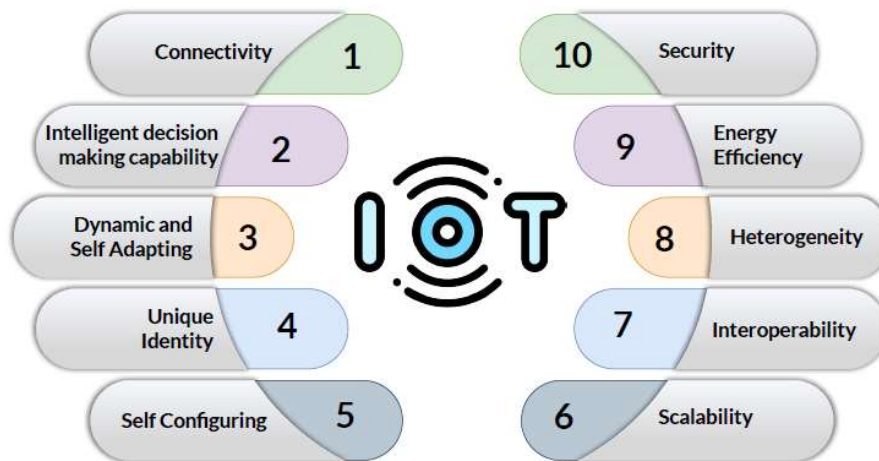 Connectivity
1
Intelligent decision
making capability
2
Dynamic and
Self Adapting
3
Unique
Identity
4
Self Configuring
5
IOT
10
Security
9
Energy
Efficiency
8
Heterogeneity
7
Interoperability
6
Scalability